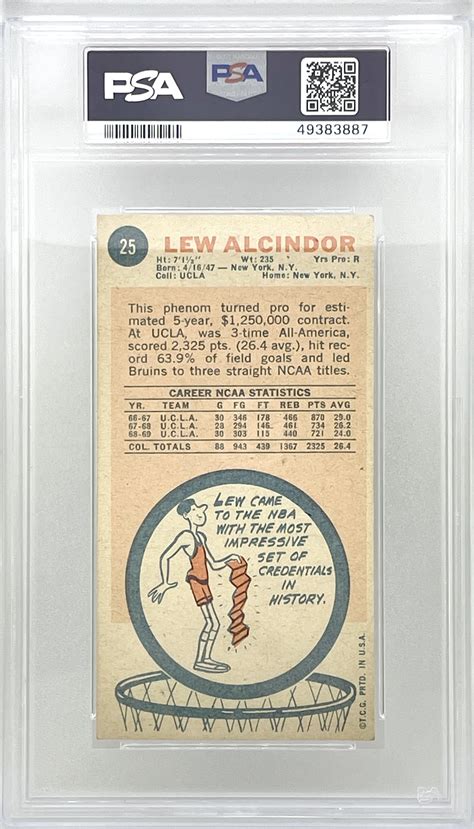 PSA
PSA
49383887
25 LEW ALCINDOR
Ht: 7'1½" Wt: 235 Yrs Pro: R
Born: 4/16/47 — New York, N.Y.
Coll: UCLA Home: New York, N.Y.
This phenom turned pro for esti-
mated 5-year, $1,250,000 contract.
At UCLA, was 3-time All-America,
scored 2,325 pts. (26.4 avg.), hit
record 63.9% of field goals and led
Bruins to three straight NCAA titles.
CAREER NCAA STATISTICS
YR. TEAM G FG FT REB PTS AVG
66-67 U.C.L.A. 30 346 178 466 870 29.0
67-68 U.C.L.A. 28 294 146 461 734 26.2
68-69 U.C.L.A. 30 303 115 440 721 24.0
COL. TOTALS 88 943 439 1367 2325 26.4
LEW CAME
TO THE NBA
WITH THE MOST
IMPRESSIVE
SET OF
CREDENTIALS
IN
HISTORY.
©T.C.G. PRTD. IN U.S.A.
PSA